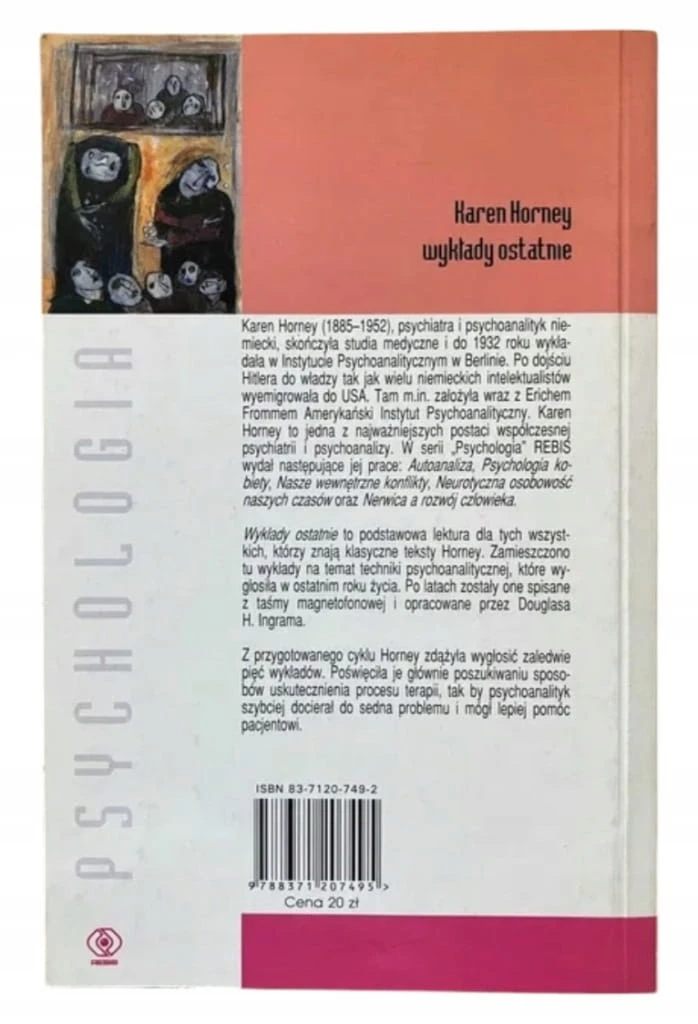 Karen Horney
wykłady ostatnie
Karen Horney (1885–1952), psychiatra i psychoanalityk nie-
miecki, skończyła studia medyczne i do 1932 roku wykła-
dała w Instytucie Psychoanalitycznym w Berlinie. Po dojściu
Hitlera do władzy tak jak wielu niemieckich intelektualistów
wyemigrowała do USA. Tam m.in. założyła wraz z Erichem
Frommem Amerykański Instytut Psychoanalityczny. Karen
Horney to jedna z najważniejszych postaci współczesnej
psychiatrii i psychoanalizy. W serii „Psychologia” REBIS
wydał następujące jej prace: Autoanaliza, Psychologia ko-
biety, Nasze wewnętrzne konflikty, Neurotyczna osobowość
naszych czasów oraz Nerwica a rozwój człowieka.
Wykłady ostatnie to podstawowa lektura dla tych wszyst-
kich, którzy znają klasyczne teksty Horney. Zamieszczono
tu wykłady na temat techniki psychoanalitycznej, które wy-
głosiła w ostatnim roku życia. Po latach zostały one spisane
z taśmy magnetofonowej i opracowane przez Douglasa
H. Ingrama.
Z przygotowanego cyklu Horney zdążyła wygłosić zaledwie
pięć wykładów. Poświęciła je głównie poszukiwaniu sposo-
bów uskutecznienia procesu terapii, tak by psychoanalityk
szybciej docierał do sedna problemu i mógł lepiej pomóc
pacjentowi.
PSYCHOLOGIA
ISBN 83-7120-749-2
9 788371 207495 >
Cena 20 zł
REBIS